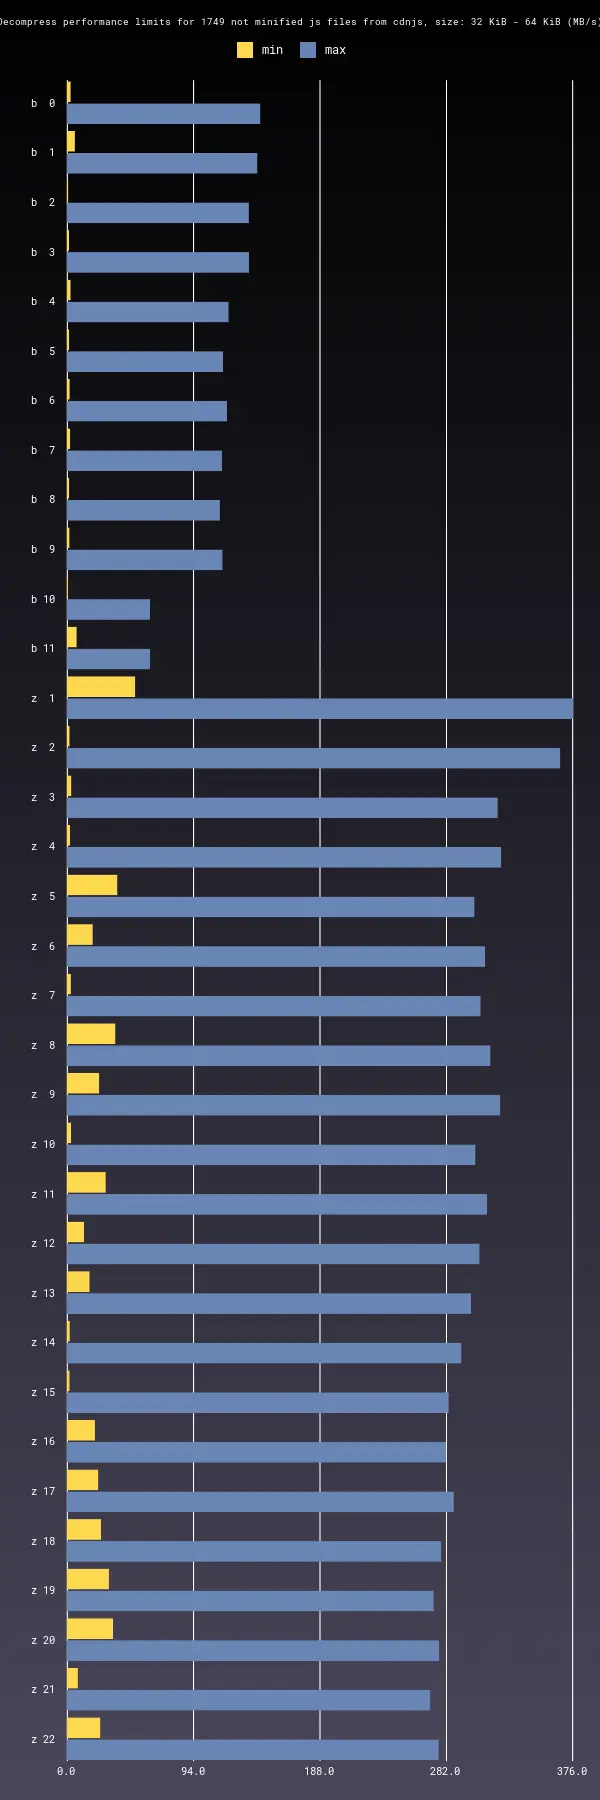 Decompress performance limits for 1749 not minified js files from cdnjs, size: 32 KiB - 64 KiB (MB/s)
min max
b 0
b 1
b 2
b 3
b 4
b 5
b 6
b 7
b 8
b 9
b 10
b 11
z 1
z 2
z 3
z 4
z 5
z 6
z 7
z 8
z 9
z 10
z 11
z 12
z 13
z 14
z 15
z 16
z 17
z 18
z 19
z 20
z 21
z 22
0.0 94.0 188.0 282.0 376.0